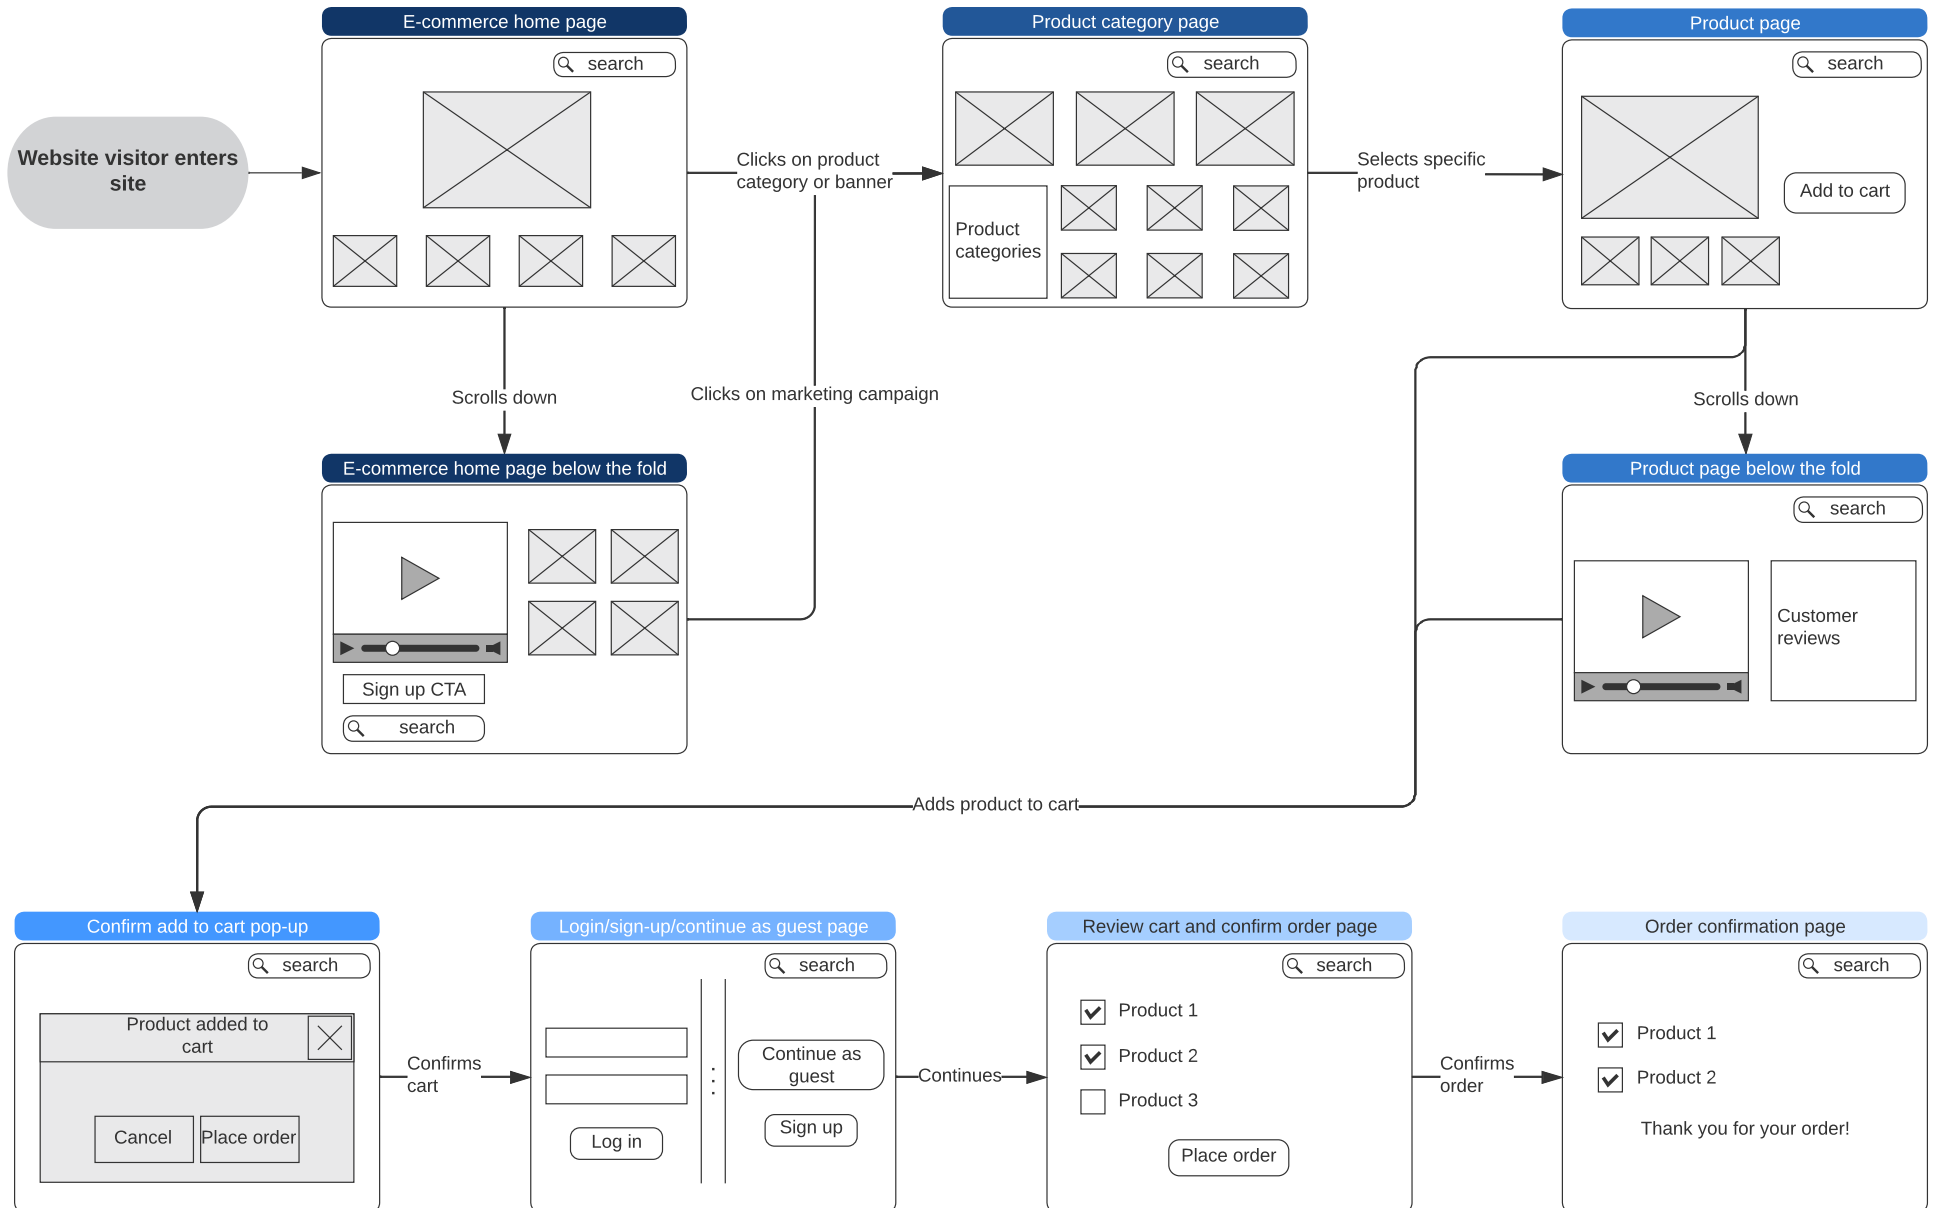 E-commerce home page
search
Website visitor enters
site
Clicks on product
category or banner
Product category page
search
Product
categories
Selects specific
product
Product page
search
Add to cart
Scrolls down
Clicks on marketing campaign
Scrolls down
E-commerce home page below the fold
Sign up CTA
search
Product page below the fold
search
Customer
reviews
Adds product to cart
Confirm add to cart pop-up
search
Product added to
cart
Cancel
Place order
Confirms
cart
Login/sign-up/continue as guest page
search
Continue as
guest
Log in
Sign up
Continues
Review cart and confirm order page
search
Product 1
Product 2
Product 3
Place order
Confirms
order
Order confirmation page
search
Product 1
Product 2
Thank you for your order!